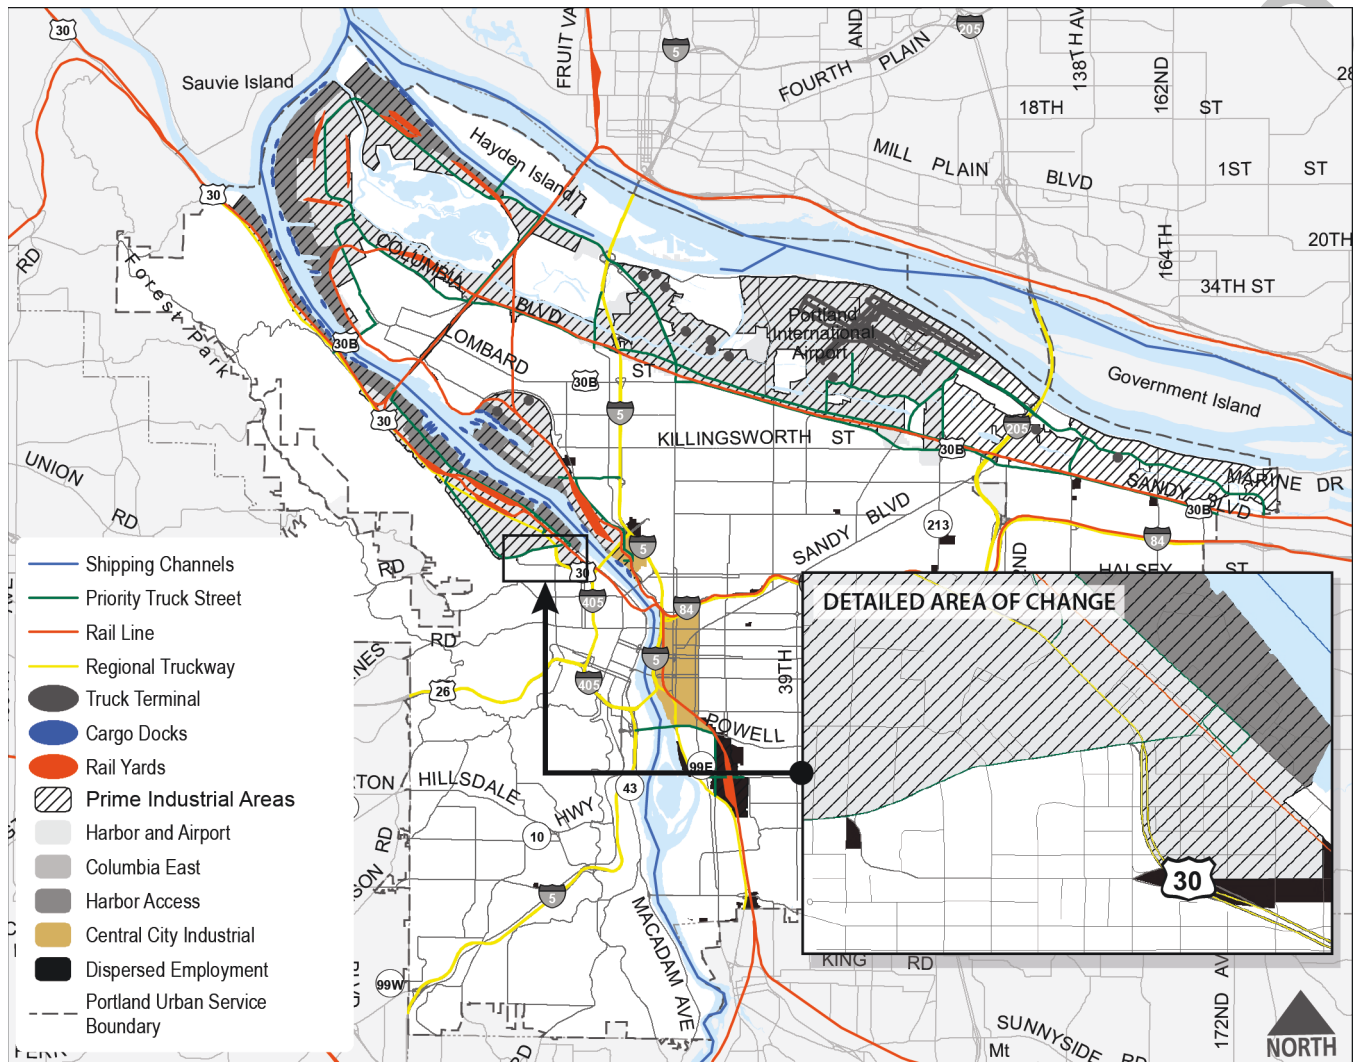 30
FRUIT VA
5
AND
205
138TH AV
162ND
FOURTH PLAIN
28
Sauvie Island
18TH ST
Hayden Island
MILL PLAIN BLVD
1ST ST
30
RD
Forest Park
COLUMBIA BLVD
164TH
20TH
34TH ST
Portland
International
Airport
30B
LOMBARD ST
30B
5
Government Island
30
KILLINGSWORTH ST
205
30B
UNION RD
SANDY BLVD
MARINE DR
30B
213
SANDY BLVD
84
5
HALSEY ST
30
RD
405
84
RD
5
405
26
39TH
POWELL
99E
43
HILLSDALE HWY
10
RD
5
MACADAM AVE
99W
KING RD
172ND AV
SUNNYSIDE RD
Mt
RD
Shipping Channels
Priority Truck Street
Rail Line
Regional Truckway
Truck Terminal
Cargo Docks
Rail Yards
Prime Industrial Areas
Harbor and Airport
Columbia East
Harbor Access
Central City Industrial
Dispersed Employment
Portland Urban Service
Boundary
DETAILED AREA OF CHANGE
30
NORTH